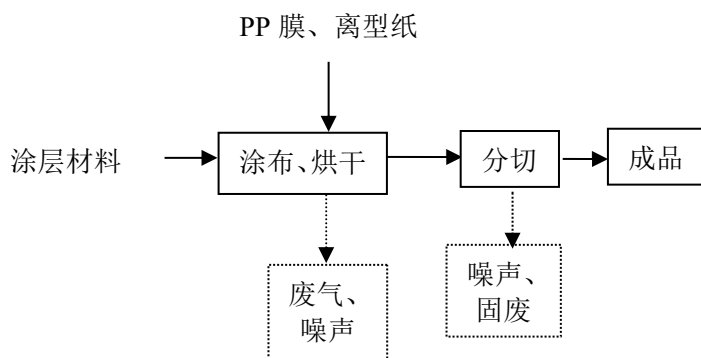 PP 膜、离型纸
涂层材料
涂布、烘干
分切
成品
废气、
噪声
噪声、
固废